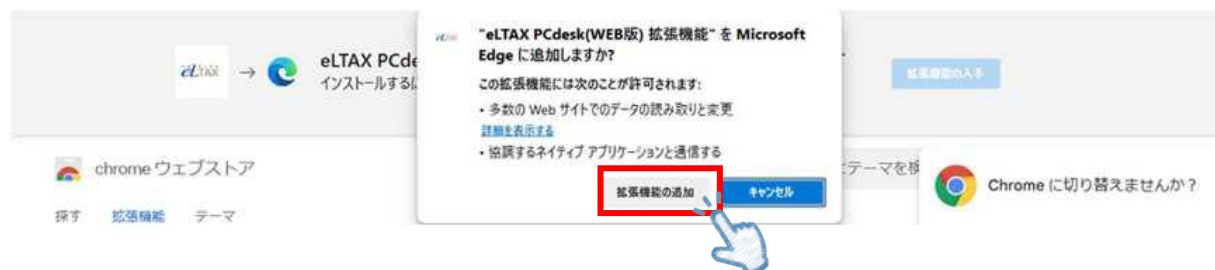 eLTAX
eLTAX PCde
インストールするに
"eLTAX PCdesk(WEB版) 拡張機能" を Microsoft
Edge に追加しますか?
この拡張機能には次のことが許可されます:
・多数の Web サイトでのデータの読み取りと変更
詳細を表示する
・協調するネイティブ アプリケーションと通信する
拡張機能の追加
キャンセル
拡張機能の入手
chrome ウェブストア
テーマを検
Chrome に切り替えませんか?
探す
拡張機能
テーマ